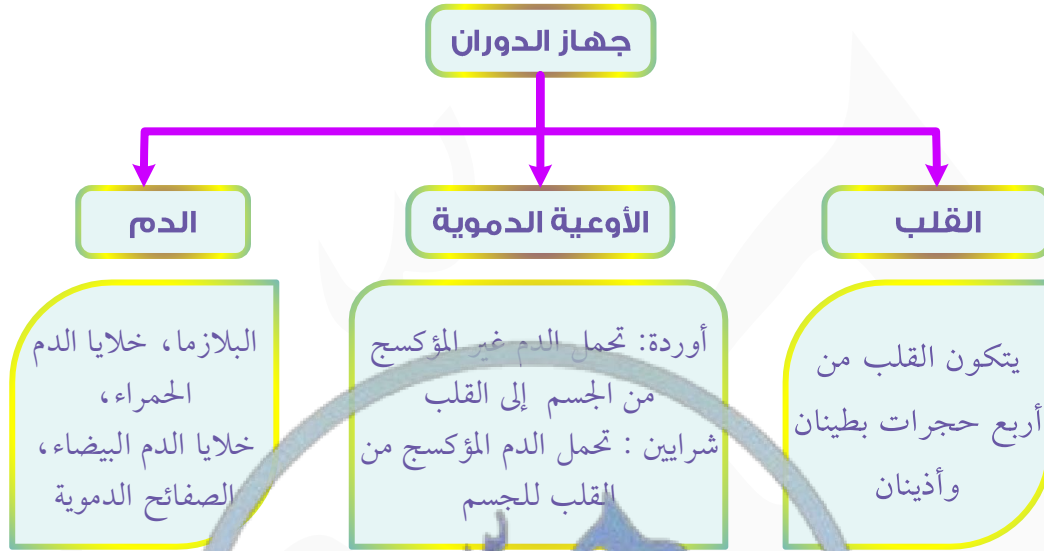 جهاز الدوران
القلب
يتكون القلب من
أربع حجرات بطينان
وأذينان
الأوعية الدموية
أوردة: تحمل الدم غير المؤكسج
من الجسم إلى القلب
شرايين : تحمل الدم المؤكسج من
القلب للجسم
الدم
البلازما، خلايا الدم
الحمراء،
خلايا الدم البيضاء،
الصفائح الدموية